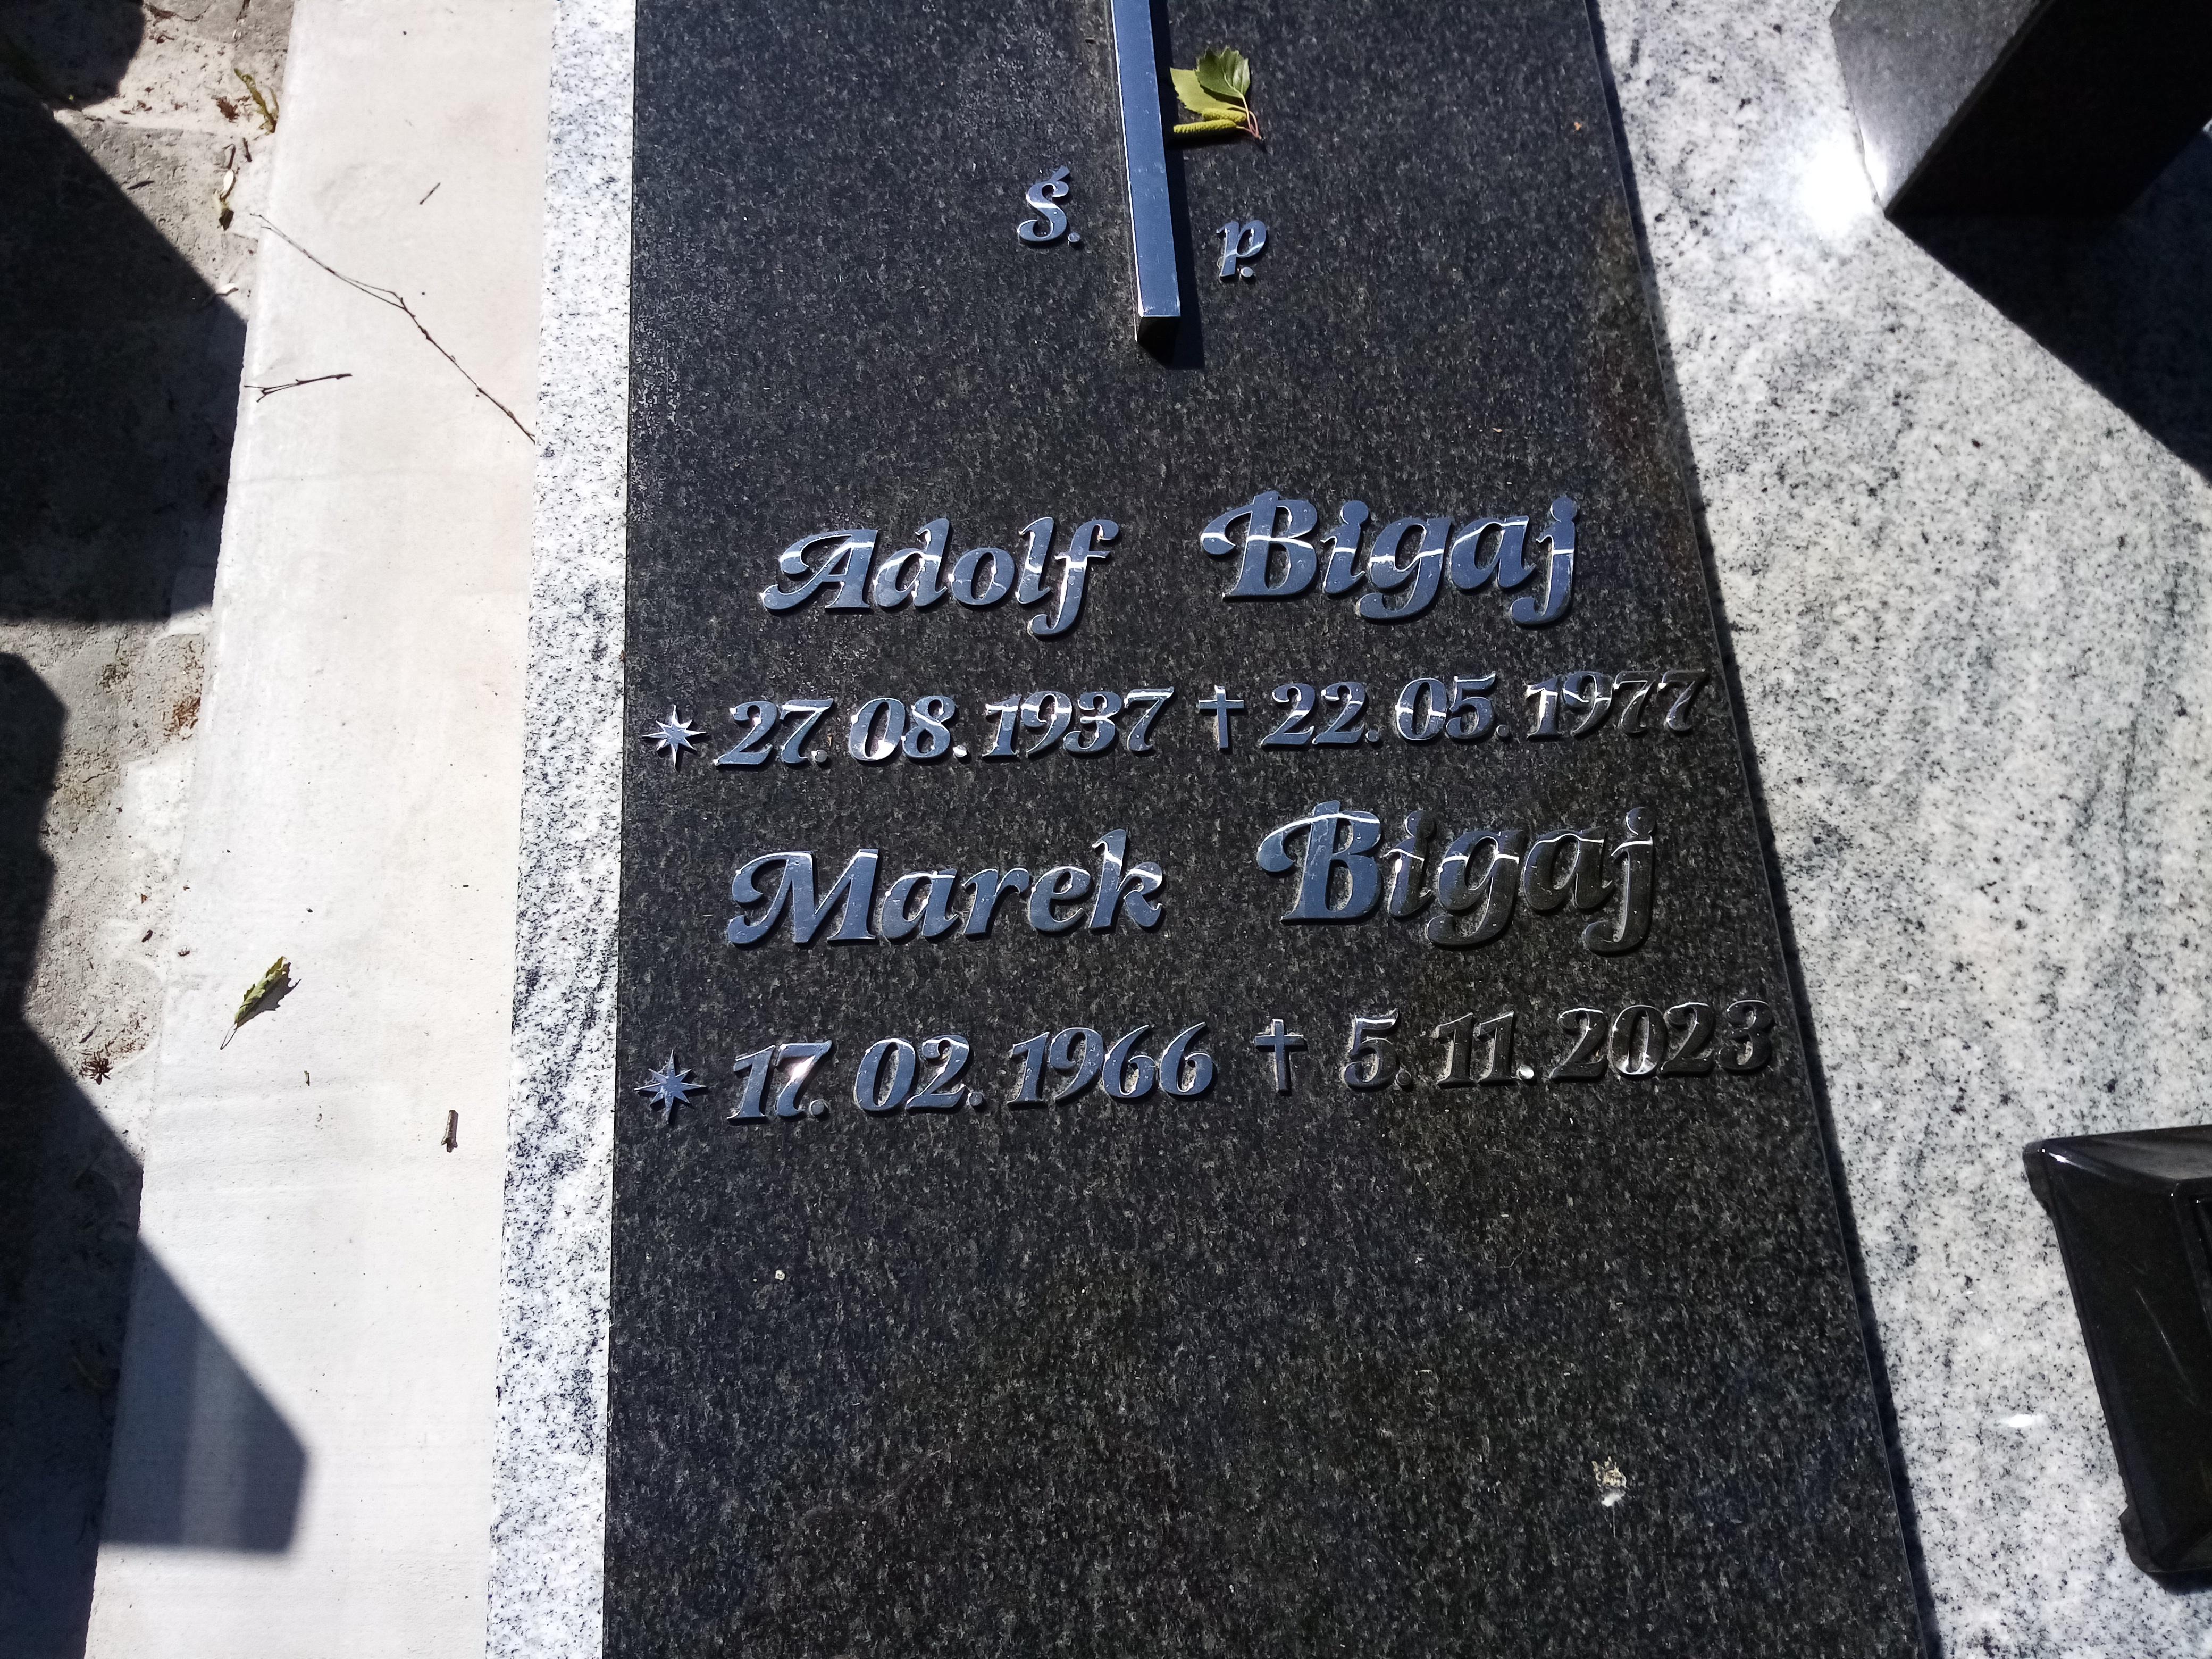 Ś. p.
Adolf Bigaj
* 27.08.1937 † 22.05.1977
Marek Bigaj
* 17.02.1966 † 5.11.2023